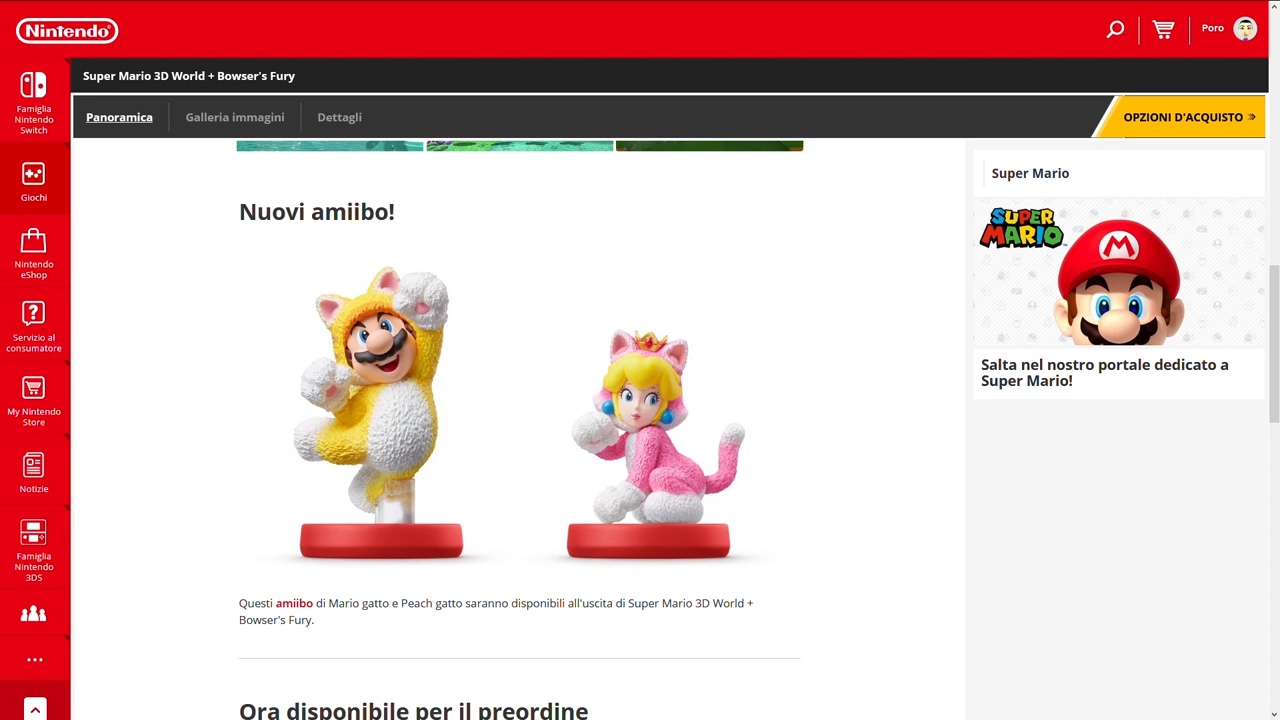 Nintendo
Poro
Super Mario 3D World + Bowser's Fury
Panoramica
Galleria immagini
Dettagli
OPZIONI D'ACQUISTO
Famiglia
Nintendo
Switch
Giochi
Nintendo
eShop
Servizio al
consumatore
My Nintendo
Store
Notizie
Famiglia
Nintendo
3DS
Nuovi amiibo!
Questi amiibo di Mario gatto e Peach gatto saranno disponibili all'uscita di Super Mario 3D World +
Bowser's Fury.
Ora disponibile per il preordine
Super Mario
SUPER
MARIO
M
Salta nel nostro portale dedicato a
Super Mario!